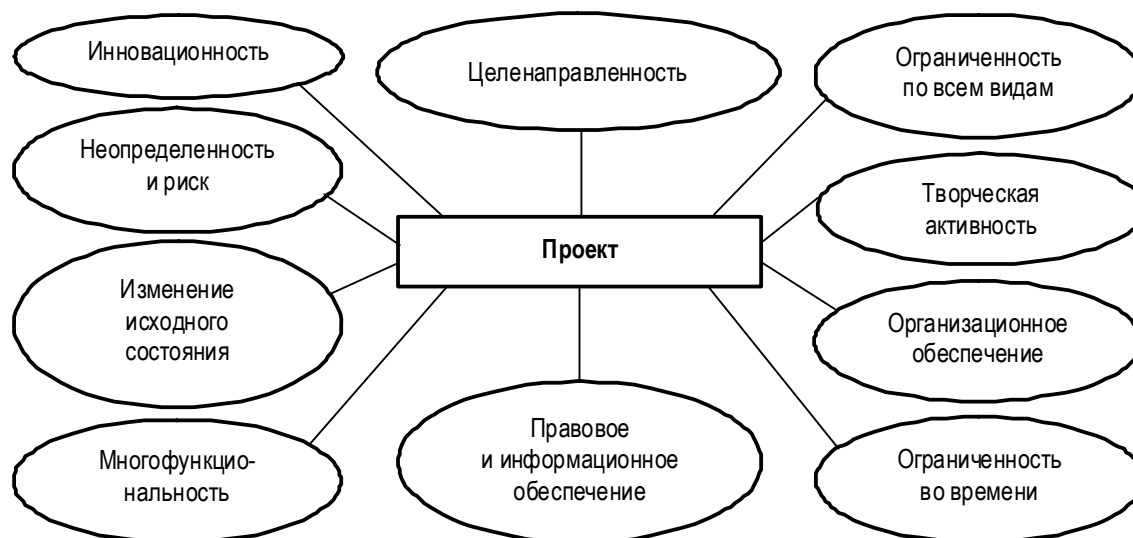 Инновационность
Целенаправленность
Ограниченность
по всем видам
Неопределенность
и риск
Творческая
активность
Проект
Изменение
исходного
состояния
Организационное
обеспечение
Многофункцио-
нальность
Правовое
и информационное
обеспечение
Ограниченность
во времени